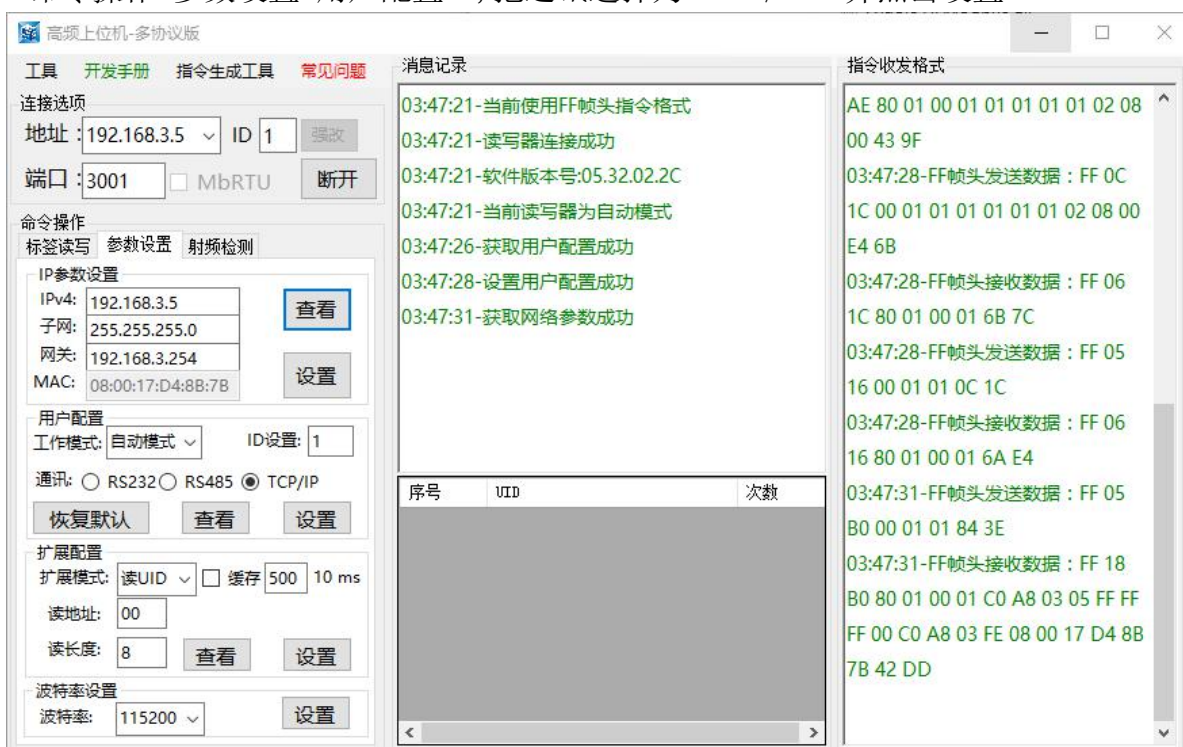 高频上位机-多协议版
工具 开发手册 指令生成工具 常见问题
连接选项
地址：192.168.3.5 ID 1 强改
端口：3001 MbRTU 断开
命令操作
标签读写 参数设置 射频检测
IP参数设置
IPv4: 192.168.3.5 查看
子网: 255.255.255.0
网关: 192.168.3.254
MAC: 08:00:17:D4:8B:7B 设置
用户配置
工作模式: 自动模式 ID设置: 1
通讯: RS232 RS485 TCP/IP
恢复默认 查看 设置
扩展配置
扩展模式: 读UID 缓存 500 10 ms
读地址: 00
读长度: 8 查看 设置
波特率设置
波特率: 115200 设置
消息记录
03:47:21-当前使用FF帧头指令格式
03:47:21-读写器连接成功
03:47:21-软件版本号:05.32.02.2C
03:47:21-当前读写器为自动模式
03:47:26-获取用户配置成功
03:47:28-设置用户配置成功
03:47:31-获取网络参数成功
序号 UID 次数
指令收发格式
AE 80 01 00 01 01 01 01 01 02 08
00 43 9F
03:47:28-FF帧头发送数据：FF 0C
1C 00 01 01 01 01 01 01 02 08 00
E4 6B
03:47:28-FF帧头接收数据：FF 06
1C 80 01 00 01 6B 7C
03:47:28-FF帧头发送数据：FF 05
16 00 01 01 0C 1C
03:47:28-FF帧头接收数据：FF 06
16 80 01 00 01 6A E4
03:47:31-FF帧头发送数据：FF 05
B0 00 01 01 84 3E
03:47:31-FF帧头接收数据：FF 18
B0 80 01 00 01 C0 A8 03 05 FF FF
FF 00 C0 A8 03 FE 08 00 17 D4 8B
7B 42 DD